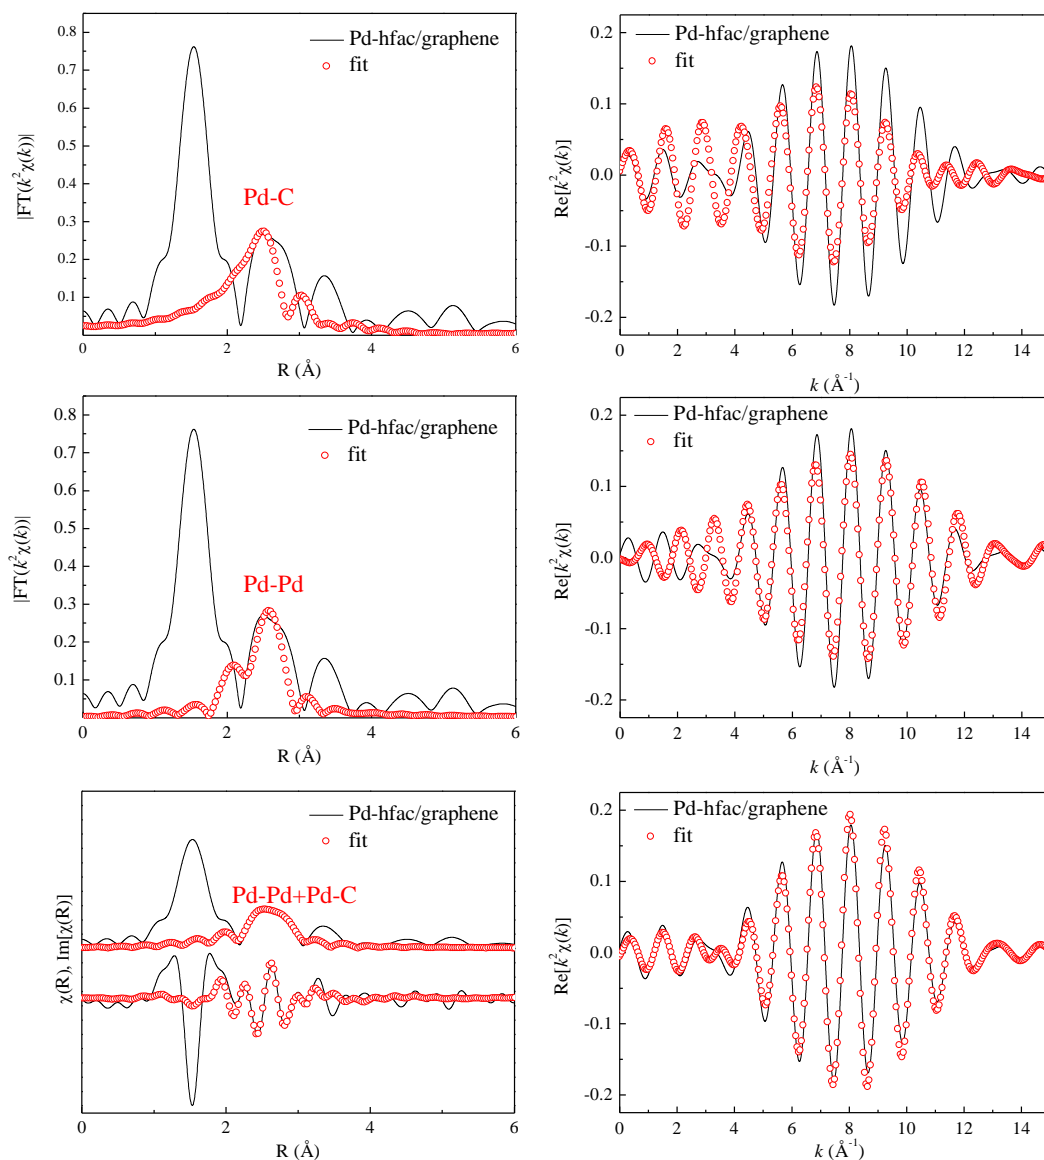 Pd-hfac/graphene
fit
Pd-C
|FT(k²χ(k))|
0.8
0.7
0.6
0.5
0.4
0.3
0.2
0.1
0 2 4 6
R (Å)
Pd-hfac/graphene
fit
Re[k²χ(k)]
0.2
0.1
0.0
-0.1
-0.2
0 2 4 6 8 10 12 14
k (Å⁻¹)
Pd-hfac/graphene
fit
Pd-Pd
|FT(k²χ(k))|
0.8
0.7
0.6
0.5
0.4
0.3
0.2
0.1
0 2 4 6
R (Å)
Pd-hfac/graphene
fit
Re[k²χ(k)]
0.2
0.1
0.0
-0.1
-0.2
0 2 4 6 8 10 12 14
k (Å⁻¹)
Pd-hfac/graphene
fit
Pd-Pd+Pd-C
χ(R), Im[χ(R)]
0 2 4 6
R (Å)
Pd-hfac/graphene
fit
Re[k²χ(k)]
0.2
0.1
0.0
-0.1
-0.2
0 2 4 6 8 10 12 14
k (Å⁻¹)